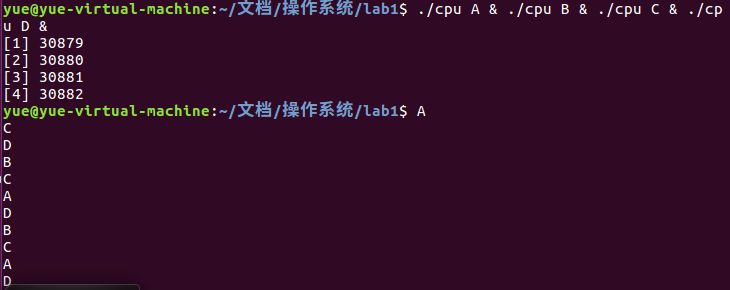 yue@yue-virtual-machine:~/文档/操作系统/lab1$ ./cpu A & ./cpu B & ./cpu C & ./cp
u D &
[1] 30879
[2] 30880
[3] 30881
[4] 30882
yue@yue-virtual-machine:~/文档/操作系统/lab1$ A
C
D
B
C
A
D
B
C
A
D